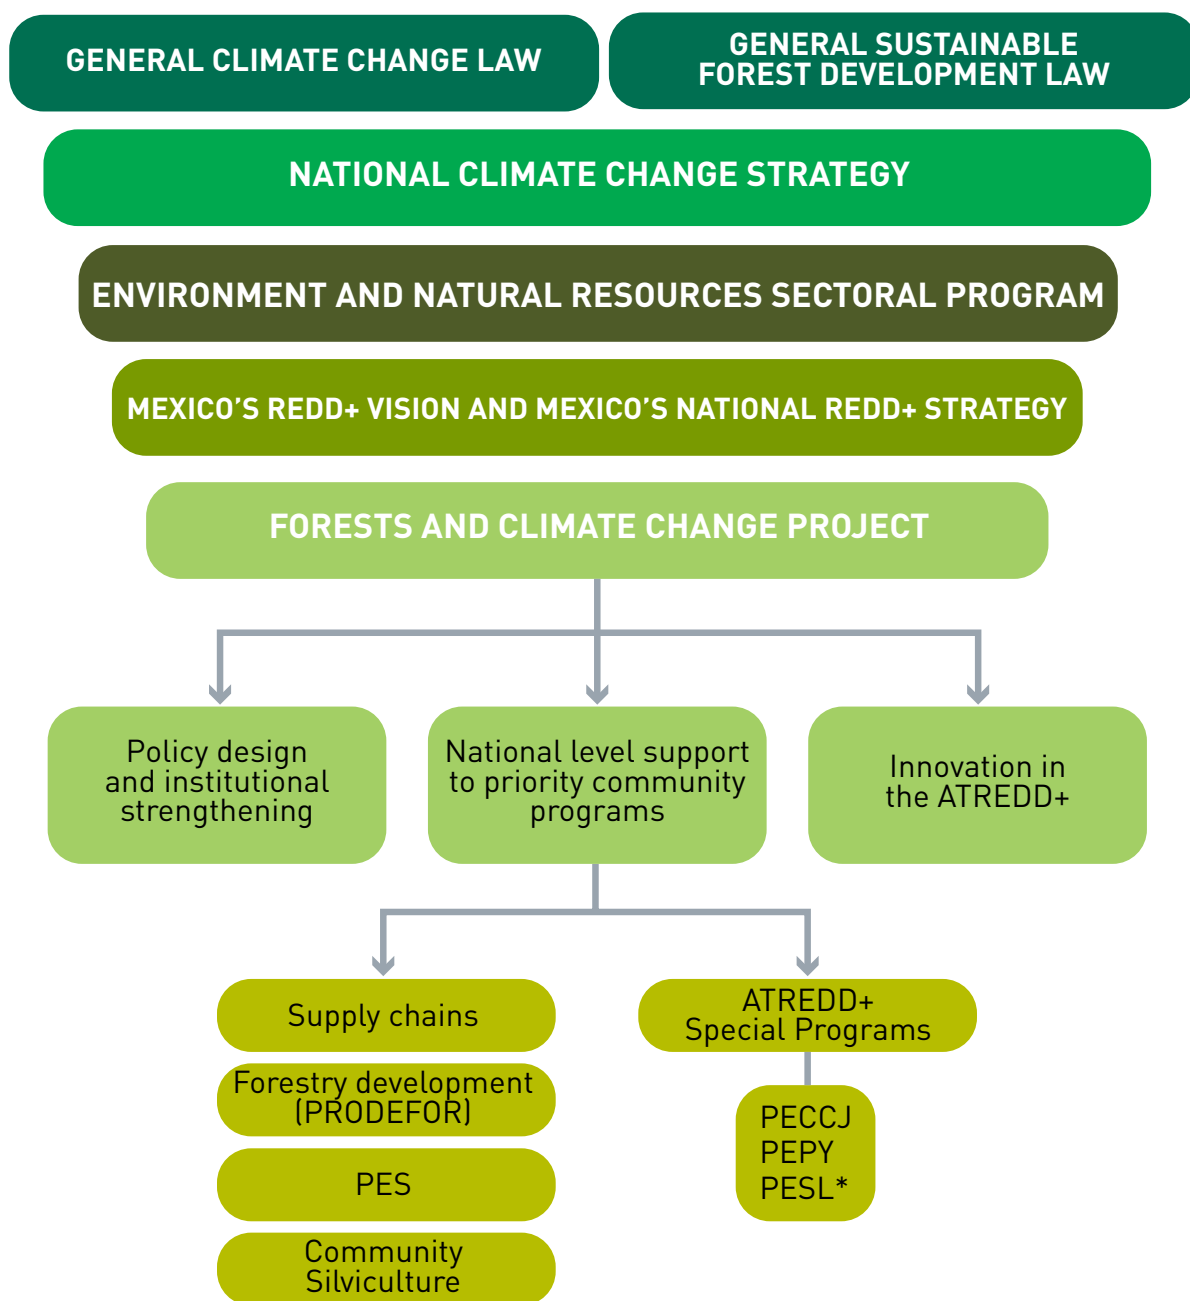 GENERAL CLIMATE CHANGE LAW
GENERAL SUSTAINABLE
FOREST DEVELOPMENT LAW
NATIONAL CLIMATE CHANGE STRATEGY
ENVIRONMENT AND NATURAL RESOURCES SECTORAL PROGRAM
MEXICO’S REDD+ VISION AND MEXICO’S NATIONAL REDD+ STRATEGY
FORESTS AND CLIMATE CHANGE PROJECT
Policy design
and institutional
strengthening
National level support
to priority community
programs
Innovation in
the ATREDD+
Supply chains
Forestry development
(PRODEFOR)
PES
Community
Silviculture
ATREDD+
Special Programs
PECCJ
PEPY
PESL*